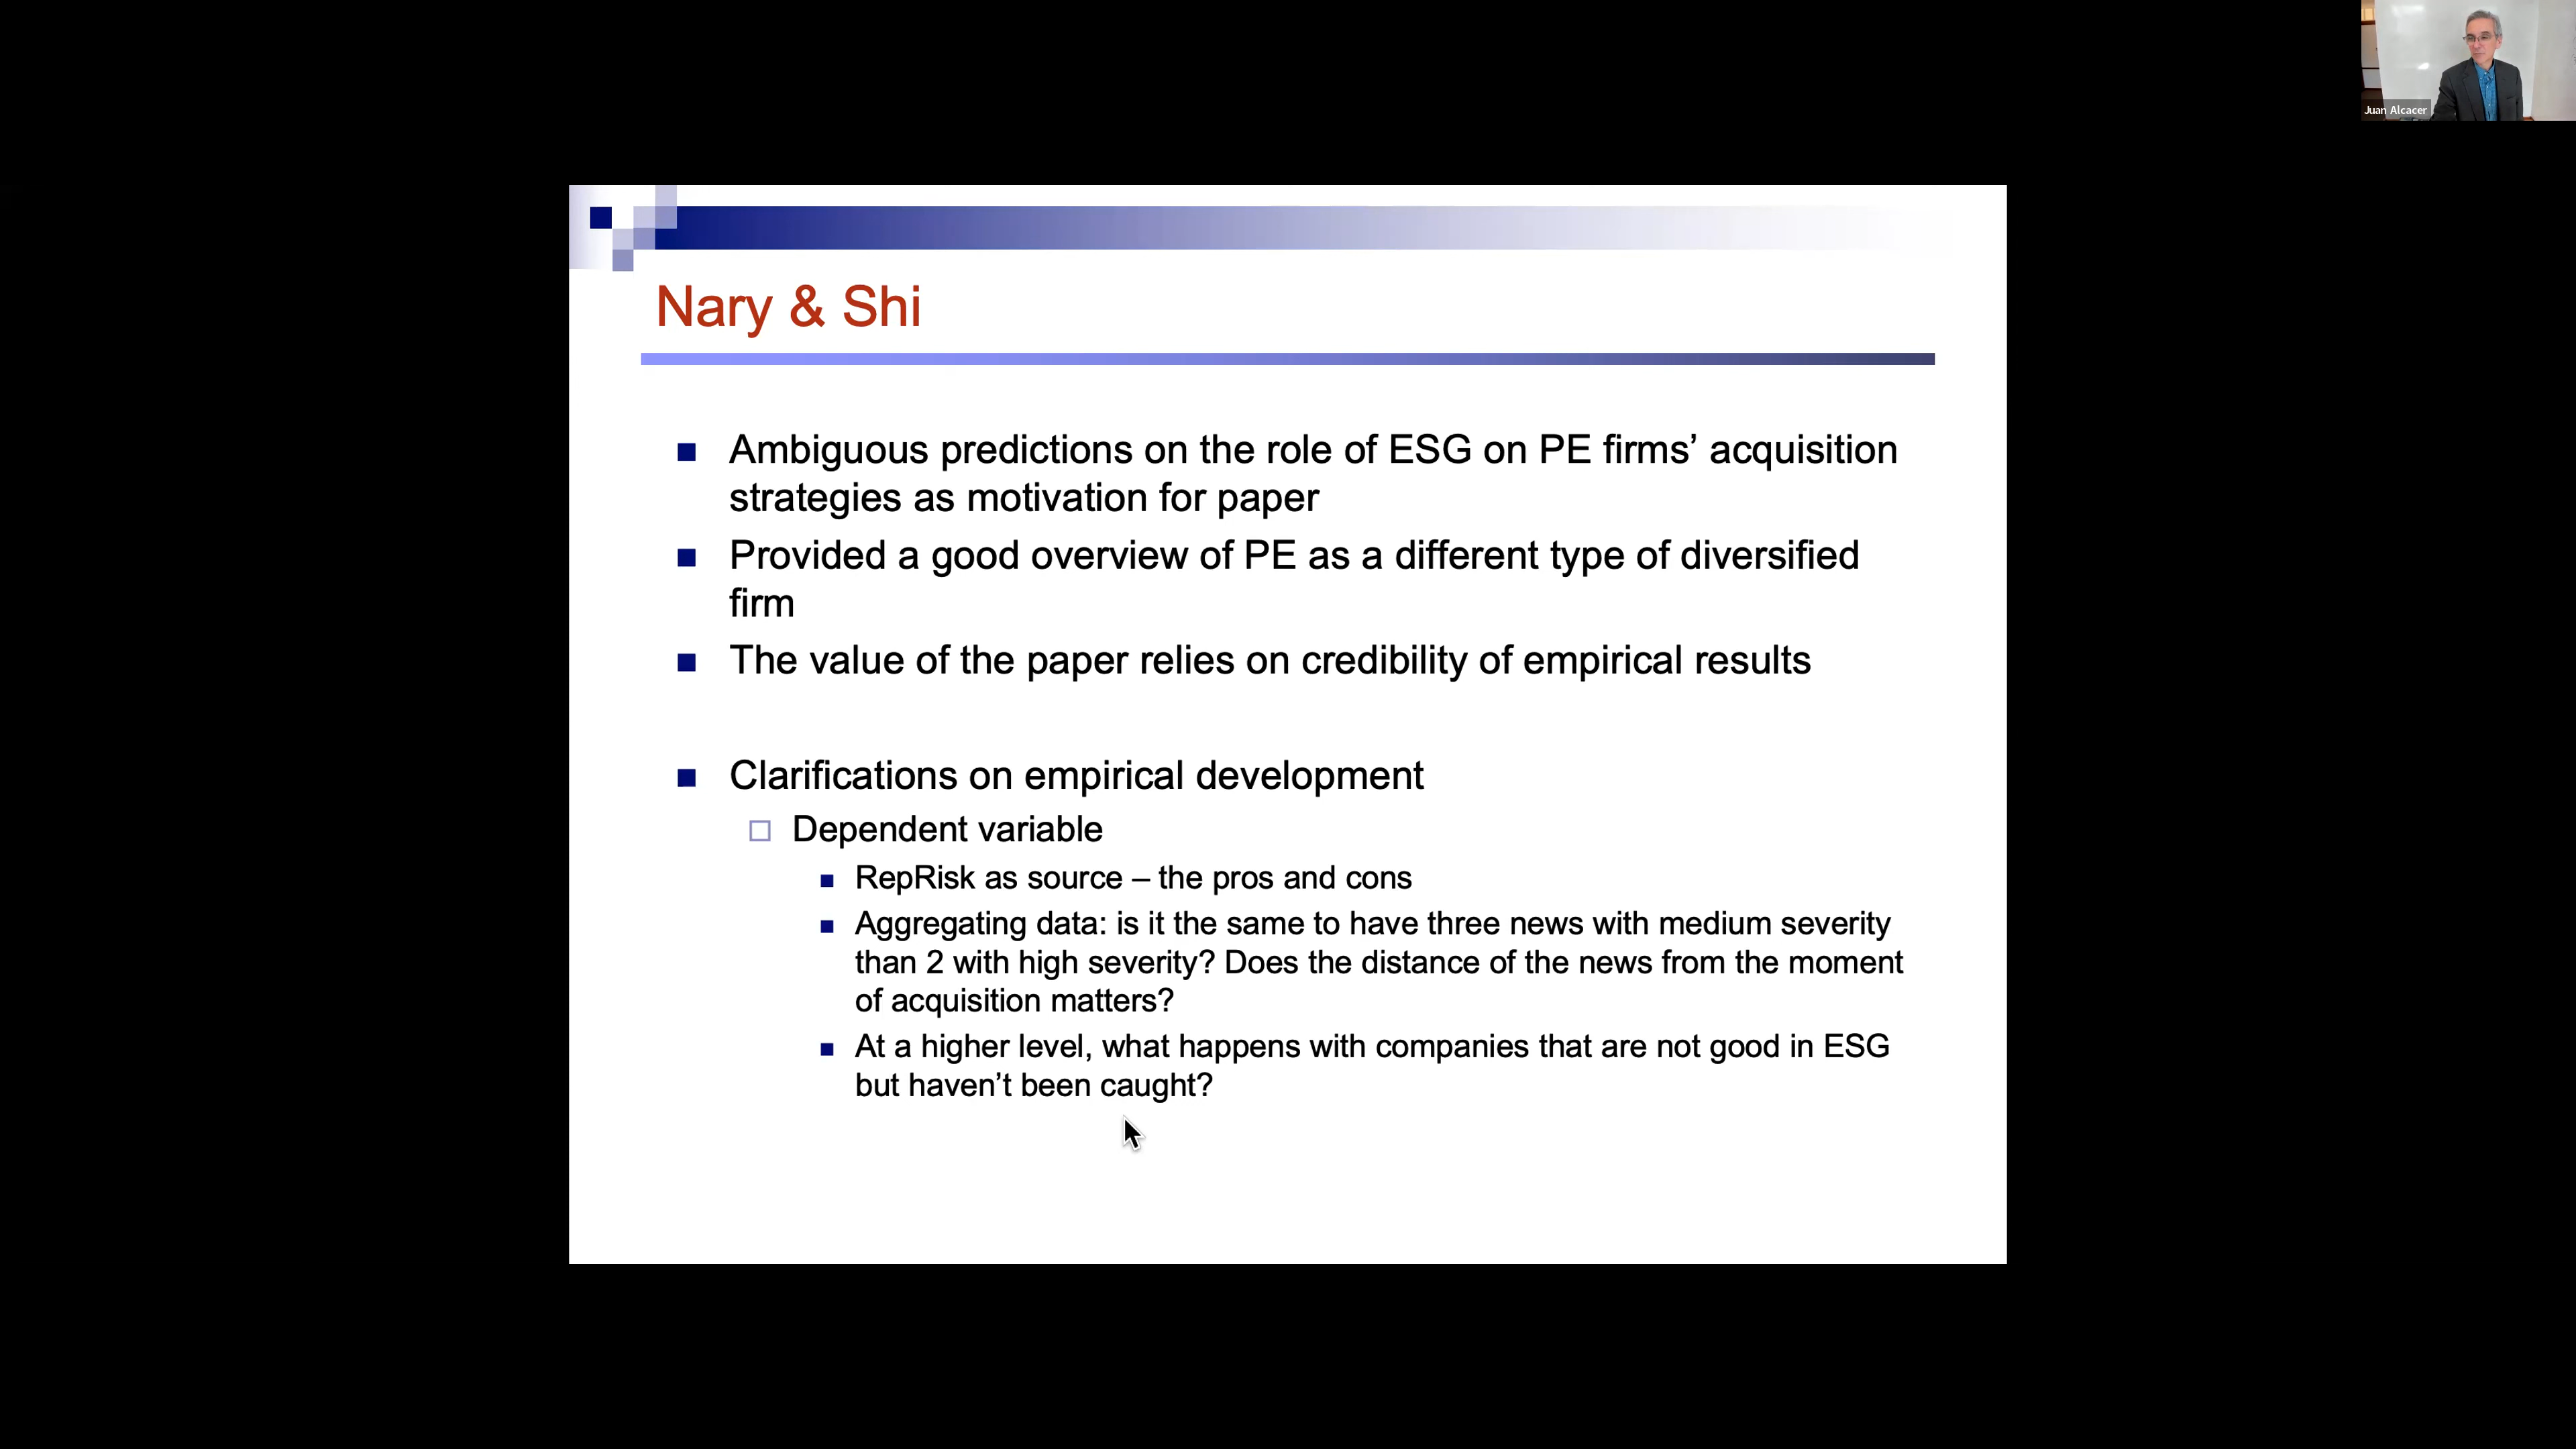 Juan Alcacer
Nary & Shi
Ambiguous predictions on the role of ESG on PE firms’ acquisition
strategies as motivation for paper
Provided a good overview of PE as a different type of diversified
firm
The value of the paper relies on credibility of empirical results
Clarifications on empirical development
Dependent variable
RepRisk as source – the pros and cons
Aggregating data: is it the same to have three news with medium severity
than 2 with high severity? Does the distance of the news from the moment
of acquisition matters?
At a higher level, what happens with companies that are not good in ESG
but haven’t been caught?